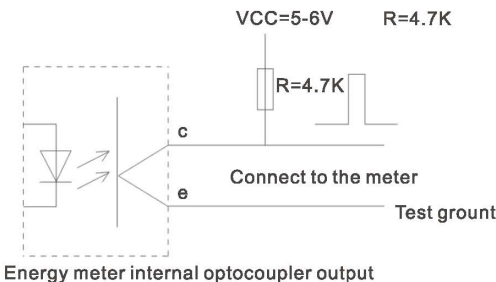 VCC=5-6V R=4.7K
R=4.7K
c
Connect to the meter
e
Test grount
Energy meter internal optocoupler output